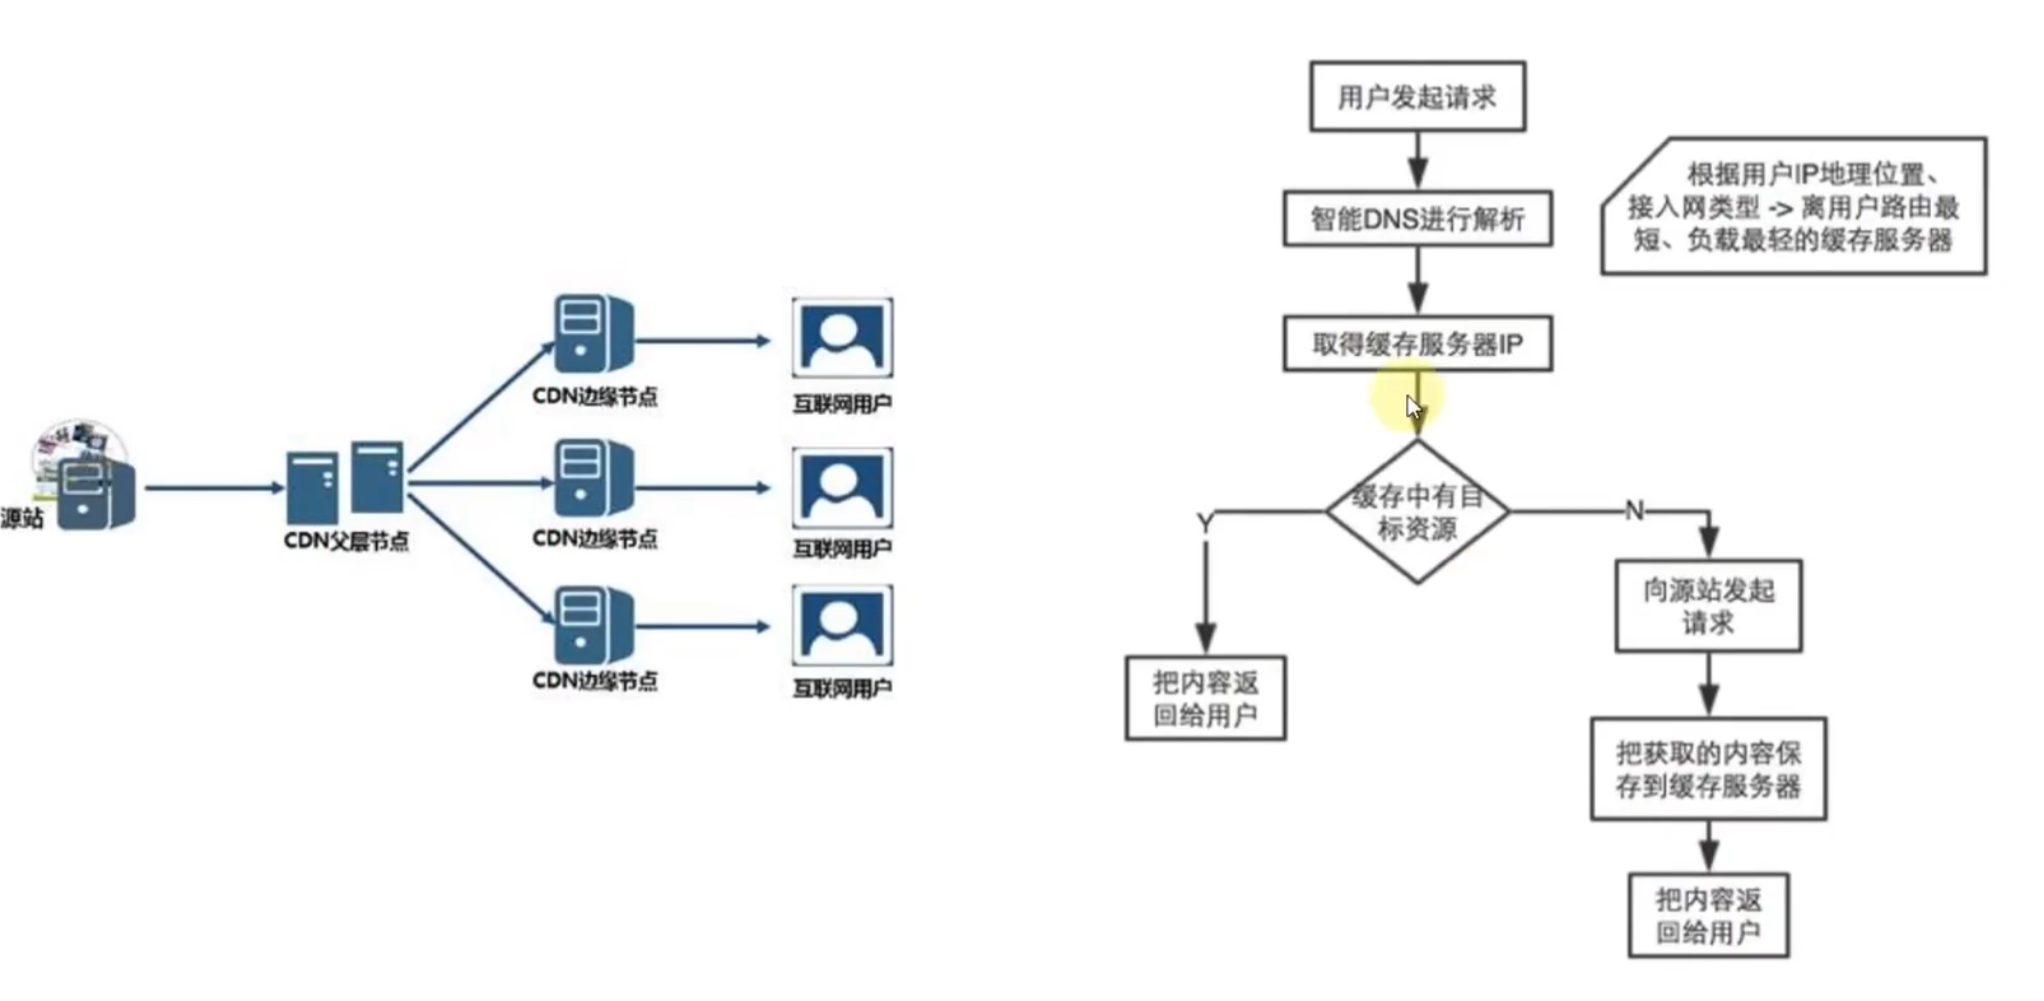 源站
CDN父层节点
CDN边缘节点
互联网用户
CDN边缘节点
互联网用户
CDN边缘节点
互联网用户
用户发起请求
智能DNS进行解析
根据用户IP地理位置、
接入网类型 -> 离用户路由最
短、负载最轻的缓存服务器
取得缓存服务器IP
缓存中有目
标资源
Y
N
把内容返
回给用户
向源站发起
请求
把获取的内容保
存到缓存服务器
把内容返
回给用户